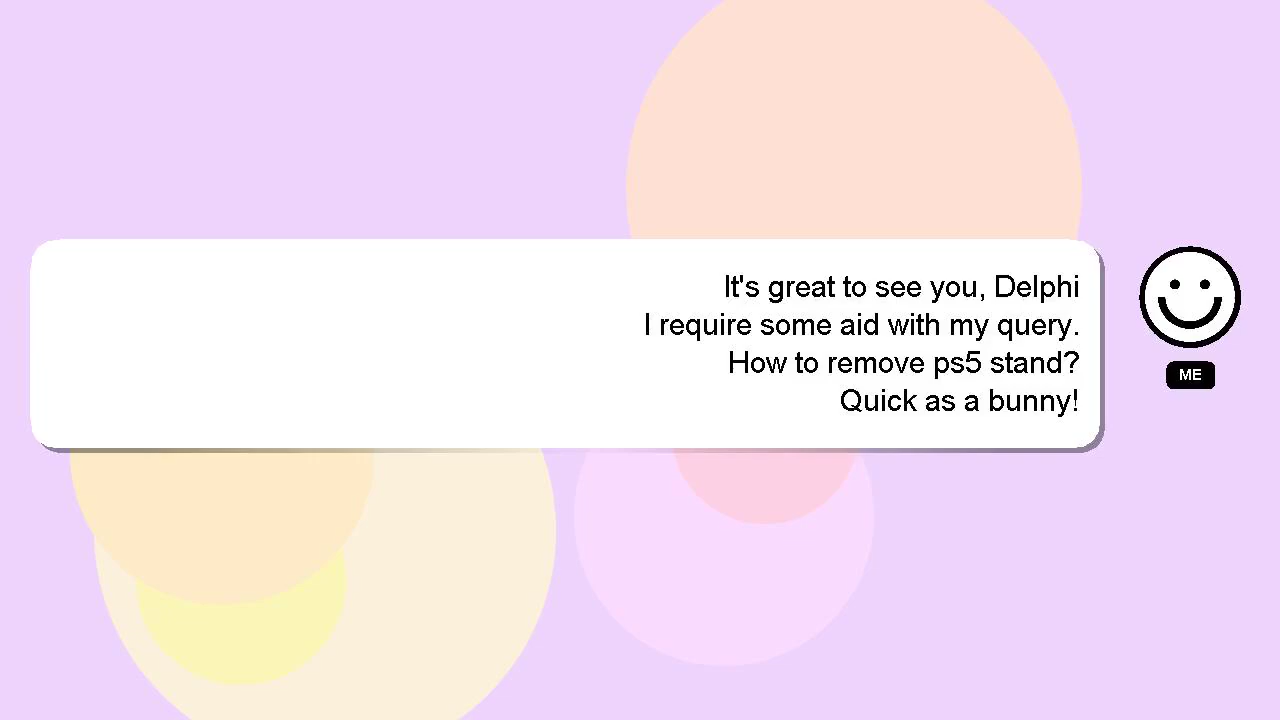 It's great to see you, Delphi
I require some aid with my query.
How to remove ps5 stand?
Quick as a bunny!
ME